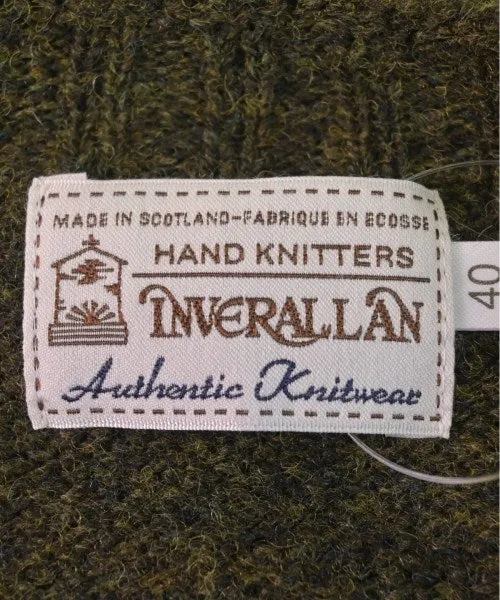 MADE IN SCOTLAND-FABRIQUE EN ECOSSE
HAND KNITTERS
INVERALLAN
Authentic Knitwear
40